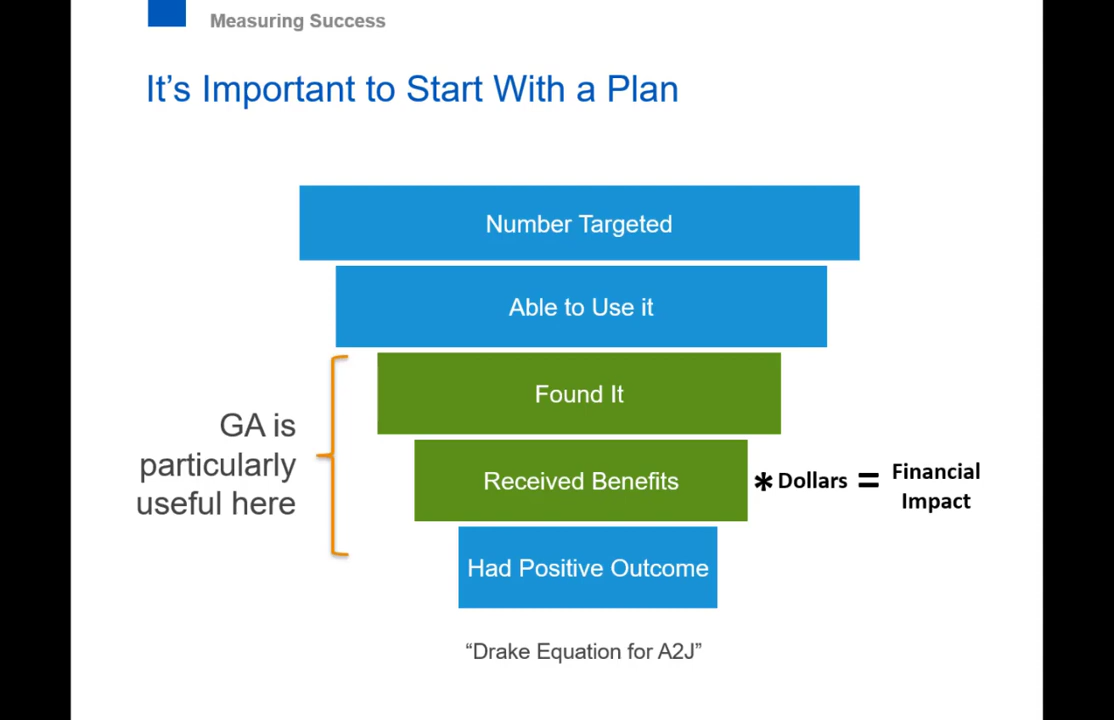 Measuring Success
It's Important to Start With a Plan
Number Targeted
Able to Use it
Found It
GA is
particularly
useful here
Received Benefits
* Dollars = Financial
Impact
Had Positive Outcome
“Drake Equation for A2J”